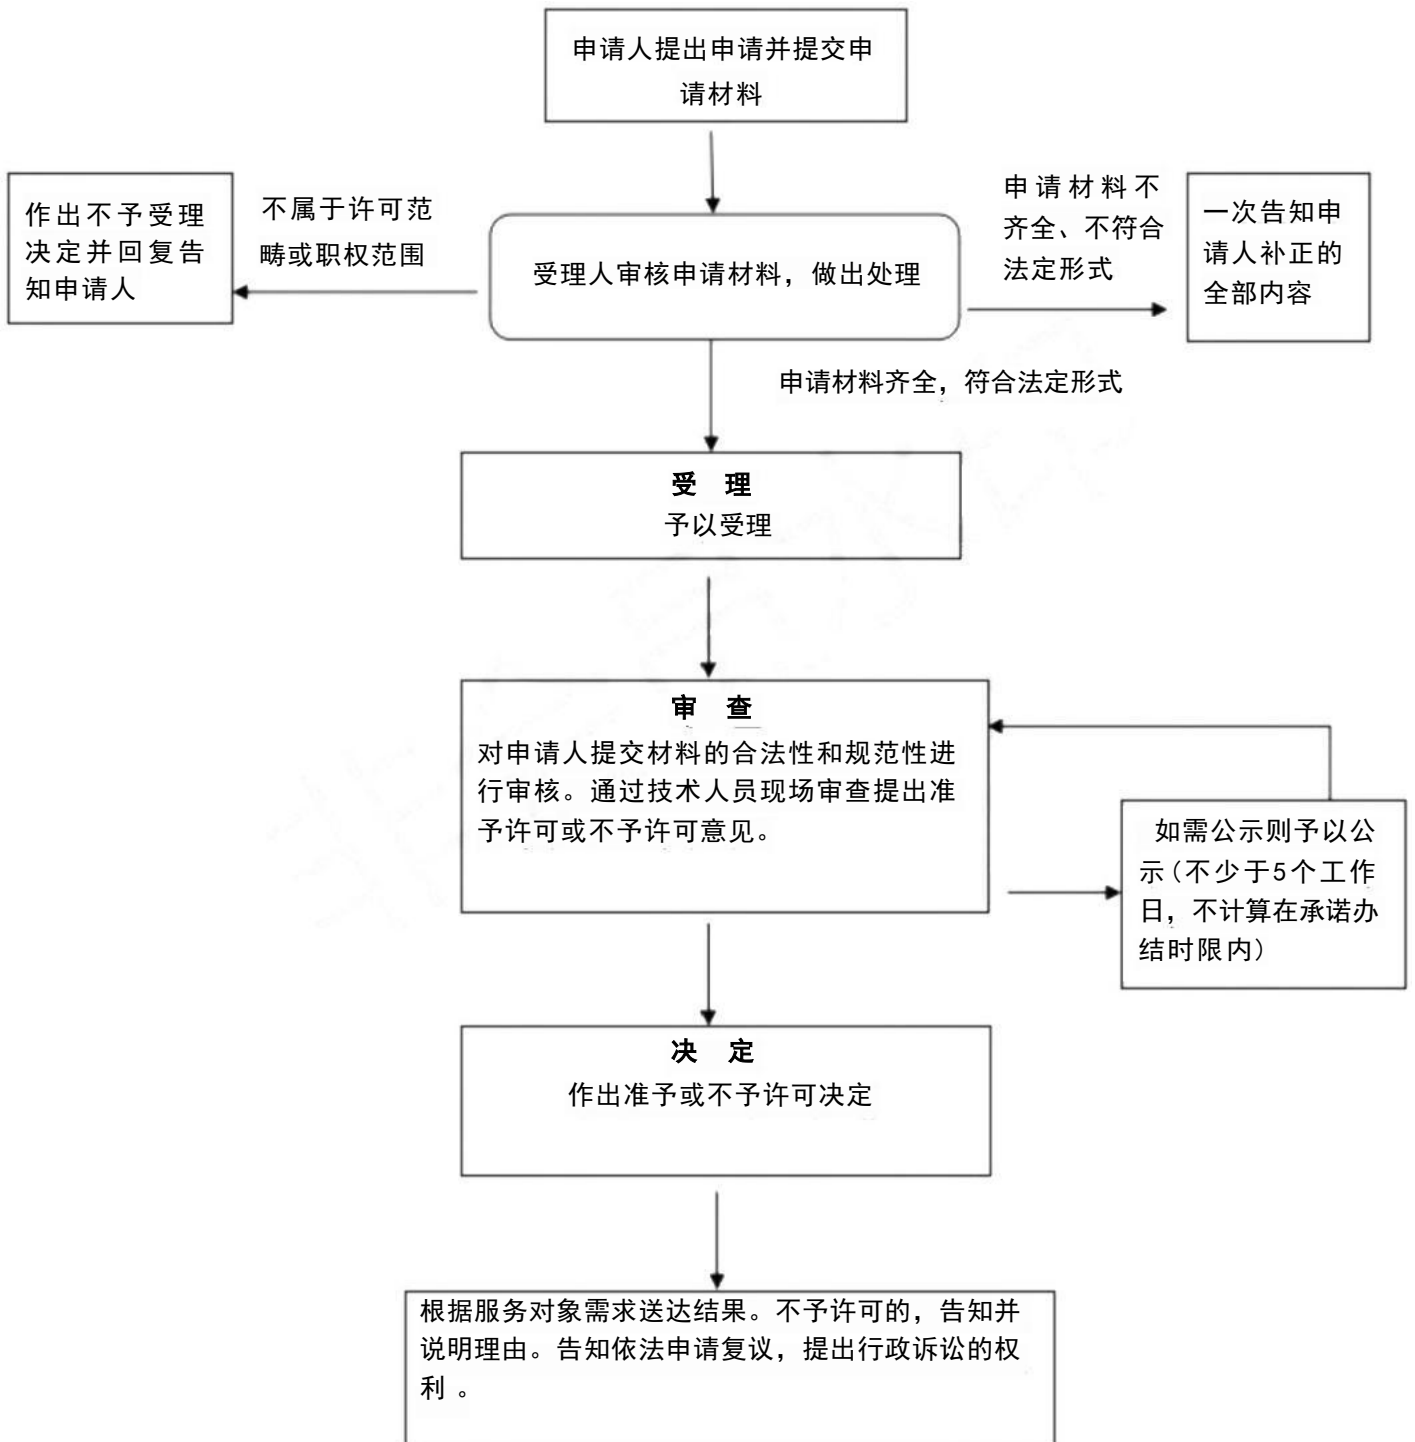 申请人提出申请并提交申
请材料
作出不予受理
决定并回复告
知申请人
不属于许可范
畴或职权范围
受理人审核申请材料，做出处理
申请材料不
齐全、不符合
法定形式
一次告知申
请人补正的
全部内容
申请材料齐全，符合法定形式
受 理
予以受理
审 查
对申请人提交材料的合法性和规范性进
行审核。通过技术人员现场审查提出准
予许可或不予许可意见。
如需公示则予以公
示(不少于5个工作
日，不计算在承诺办
结时限内)
决 定
作出准予或不予许可决定
根据服务对象需求送达结果。不予许可的，告知并
说明理由。告知依法申请复议，提出行政诉讼的权
利 。